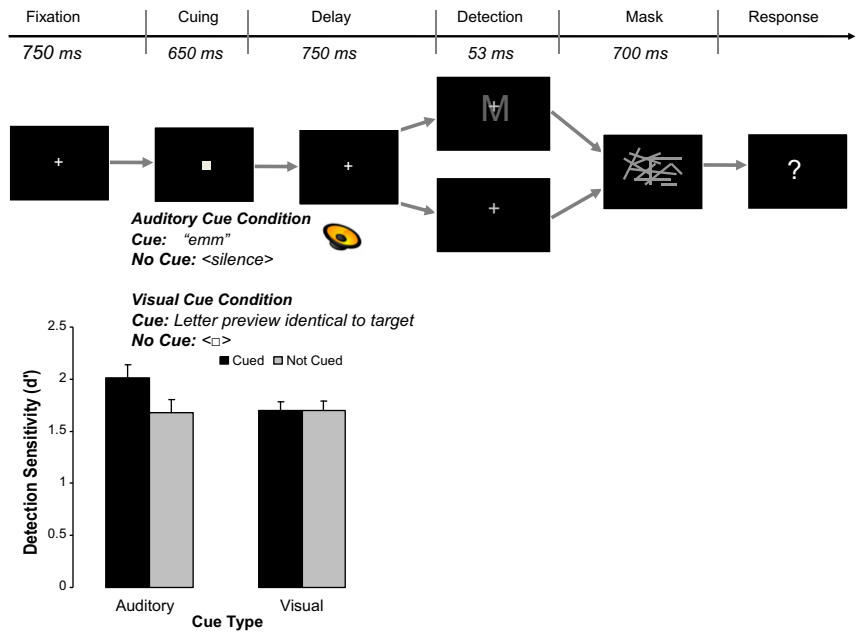 Fixation Cuing Delay Detection Mask Response
750 ms 650 ms 750 ms 53 ms 700 ms
M
?
Auditory Cue Condition
Cue: “emm”
No Cue: <silence>
Visual Cue Condition
Cue: Letter preview identical to target
No Cue: <□>
Cued Not Cued
Detection Sensitivity (d')
2.5
2
1.5
1
0.5
0
Auditory Visual
Cue Type